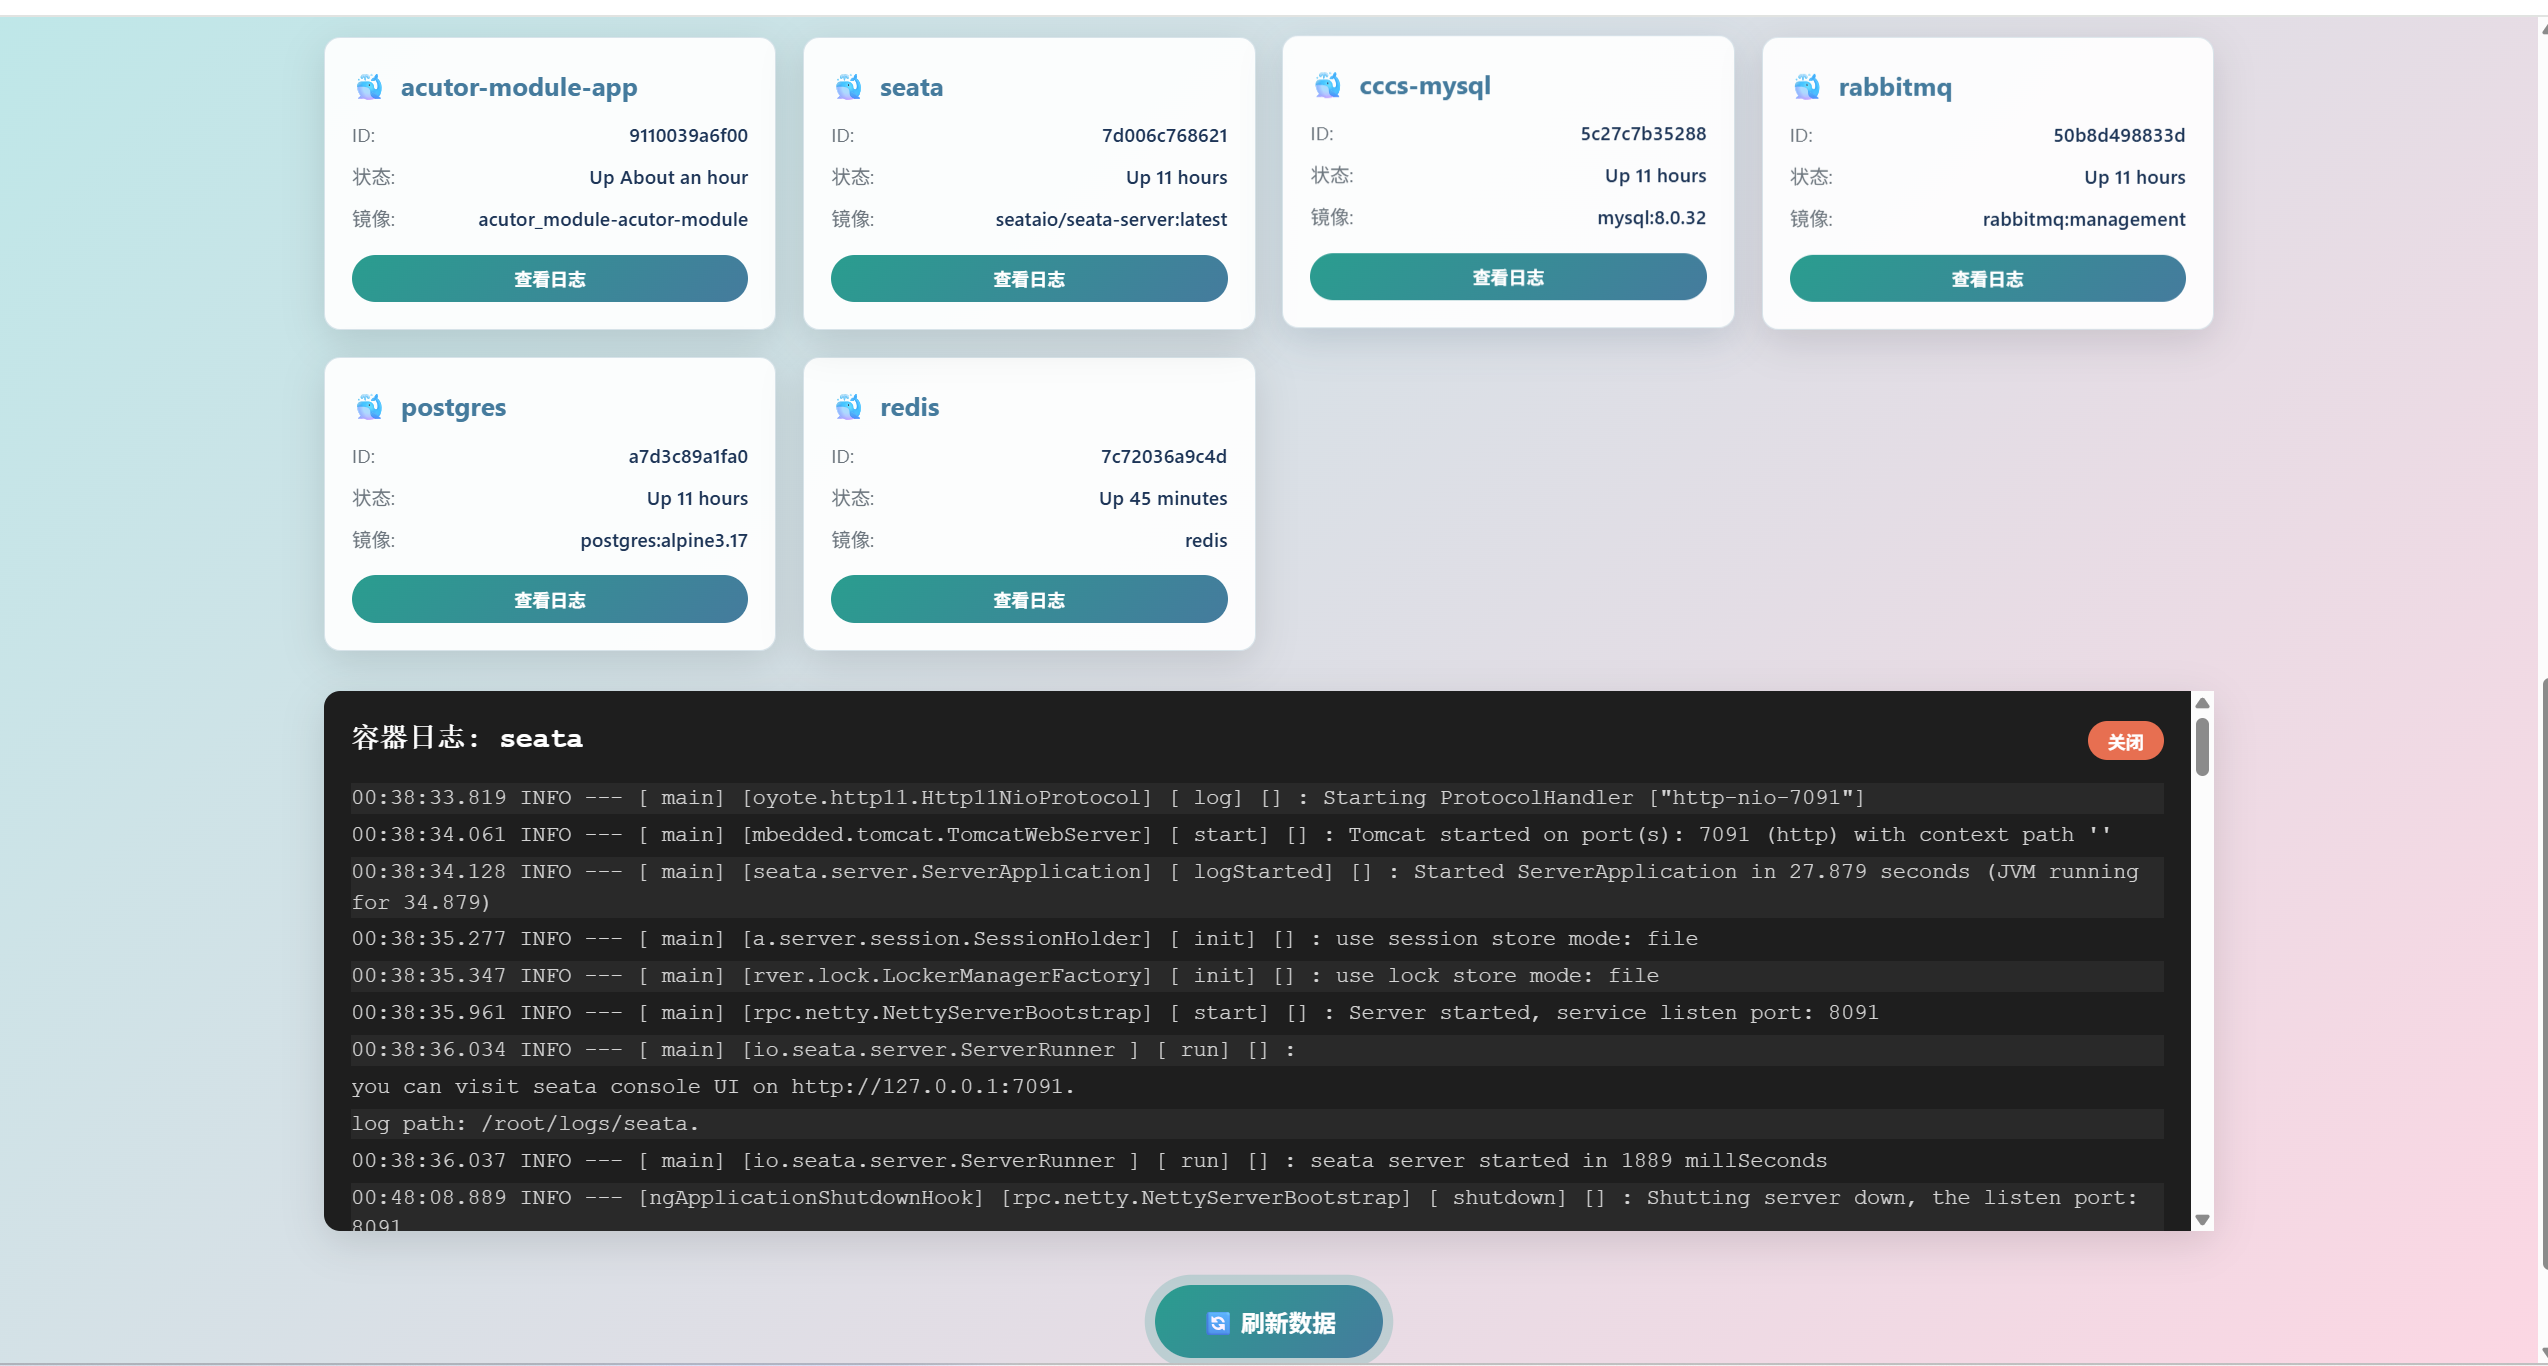 acutor-module-app
ID: 9110039a6f00
状态: Up About an hour
镜像: acutor_module-acutor-module
查看日志
seata
ID: 7d006c768621
状态: Up 11 hours
镜像: seataio/seata-server:latest
查看日志
cccs-mysql
ID: 5c27c7b35288
状态: Up 11 hours
镜像: mysql:8.0.32
查看日志
rabbitmq
ID: 50b8d498833d
状态: Up 11 hours
镜像: rabbitmq:management
查看日志
postgres
ID: a7d3c89a1fa0
状态: Up 11 hours
镜像: postgres:alpine3.17
查看日志
redis
ID: 7c72036a9c4d
状态: Up 45 minutes
镜像: redis
查看日志
容器日志: seata
关闭
00:38:33.819 INFO --- [ main] [oyote.http11.Http11NioProtocol] [ log] [] : Starting ProtocolHandler ["http-nio-7091"]
00:38:34.061 INFO --- [ main] [mbedded.tomcat.TomcatWebServer] [ start] [] : Tomcat started on port(s): 7091 (http) with context path ''
00:38:34.128 INFO --- [ main] [seata.server.ServerApplication] [ logStarted] [] : Started ServerApplication in 27.879 seconds (JVM running
for 34.879)
00:38:35.277 INFO --- [ main] [a.server.session.SessionHolder] [ init] [] : use session store mode: file
00:38:35.347 INFO --- [ main] [rver.lock.LockerManagerFactory] [ init] [] : use lock store mode: file
00:38:35.961 INFO --- [ main] [rpc.netty.NettyServerBootstrap] [ start] [] : Server started, service listen port: 8091
00:38:36.034 INFO --- [ main] [io.seata.server.ServerRunner ] [ run] [] :
you can visit seata console UI on http://127.0.0.1:7091.
log path: /root/logs/seata.
00:38:36.037 INFO --- [ main] [io.seata.server.ServerRunner ] [ run] [] : seata server started in 1889 millSeconds
00:48:08.889 INFO --- [ngApplicationShutdownHook] [rpc.netty.NettyServerBootstrap] [ shutdown] [] : Shutting server down, the listen port:
8091
刷新数据